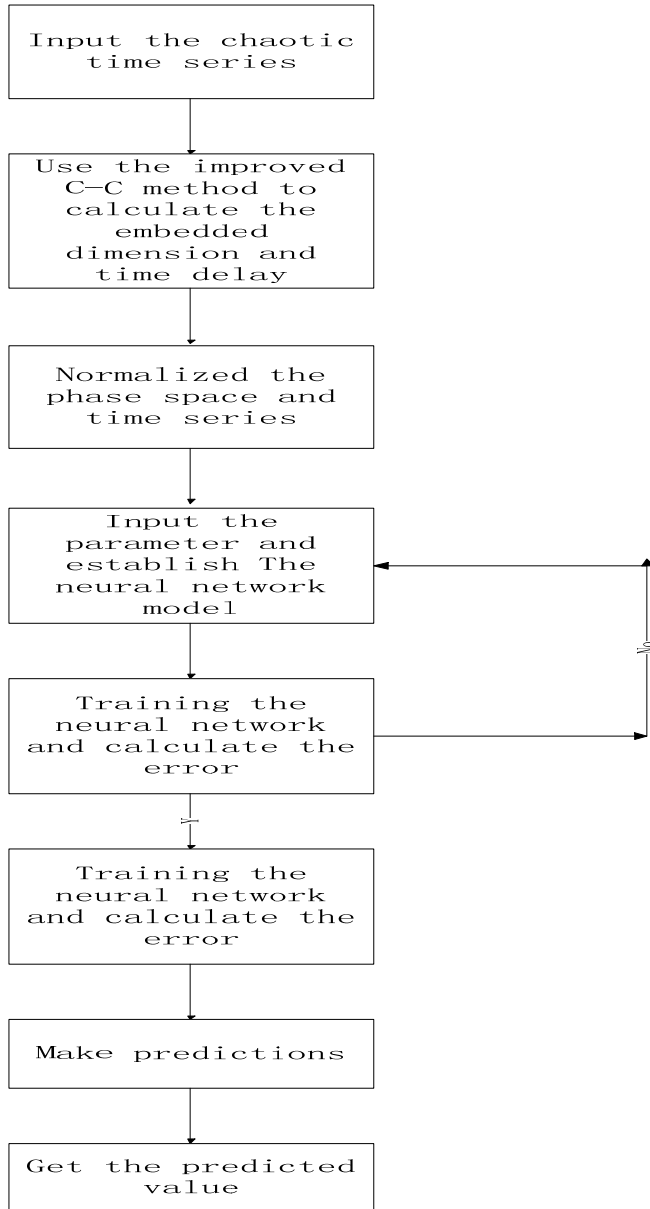 Input the chaotic
time series
Use the improved
C-C method to
calculate the
embedded
dimension and
time delay
Normalized the
phase space and
time series
Input the
parameter and
establish The
neural network
model
No
Training the
neural network
and calculate the
error
Y
Training the
neural network
and calculate the
error
Make predictions
Get the predicted
value